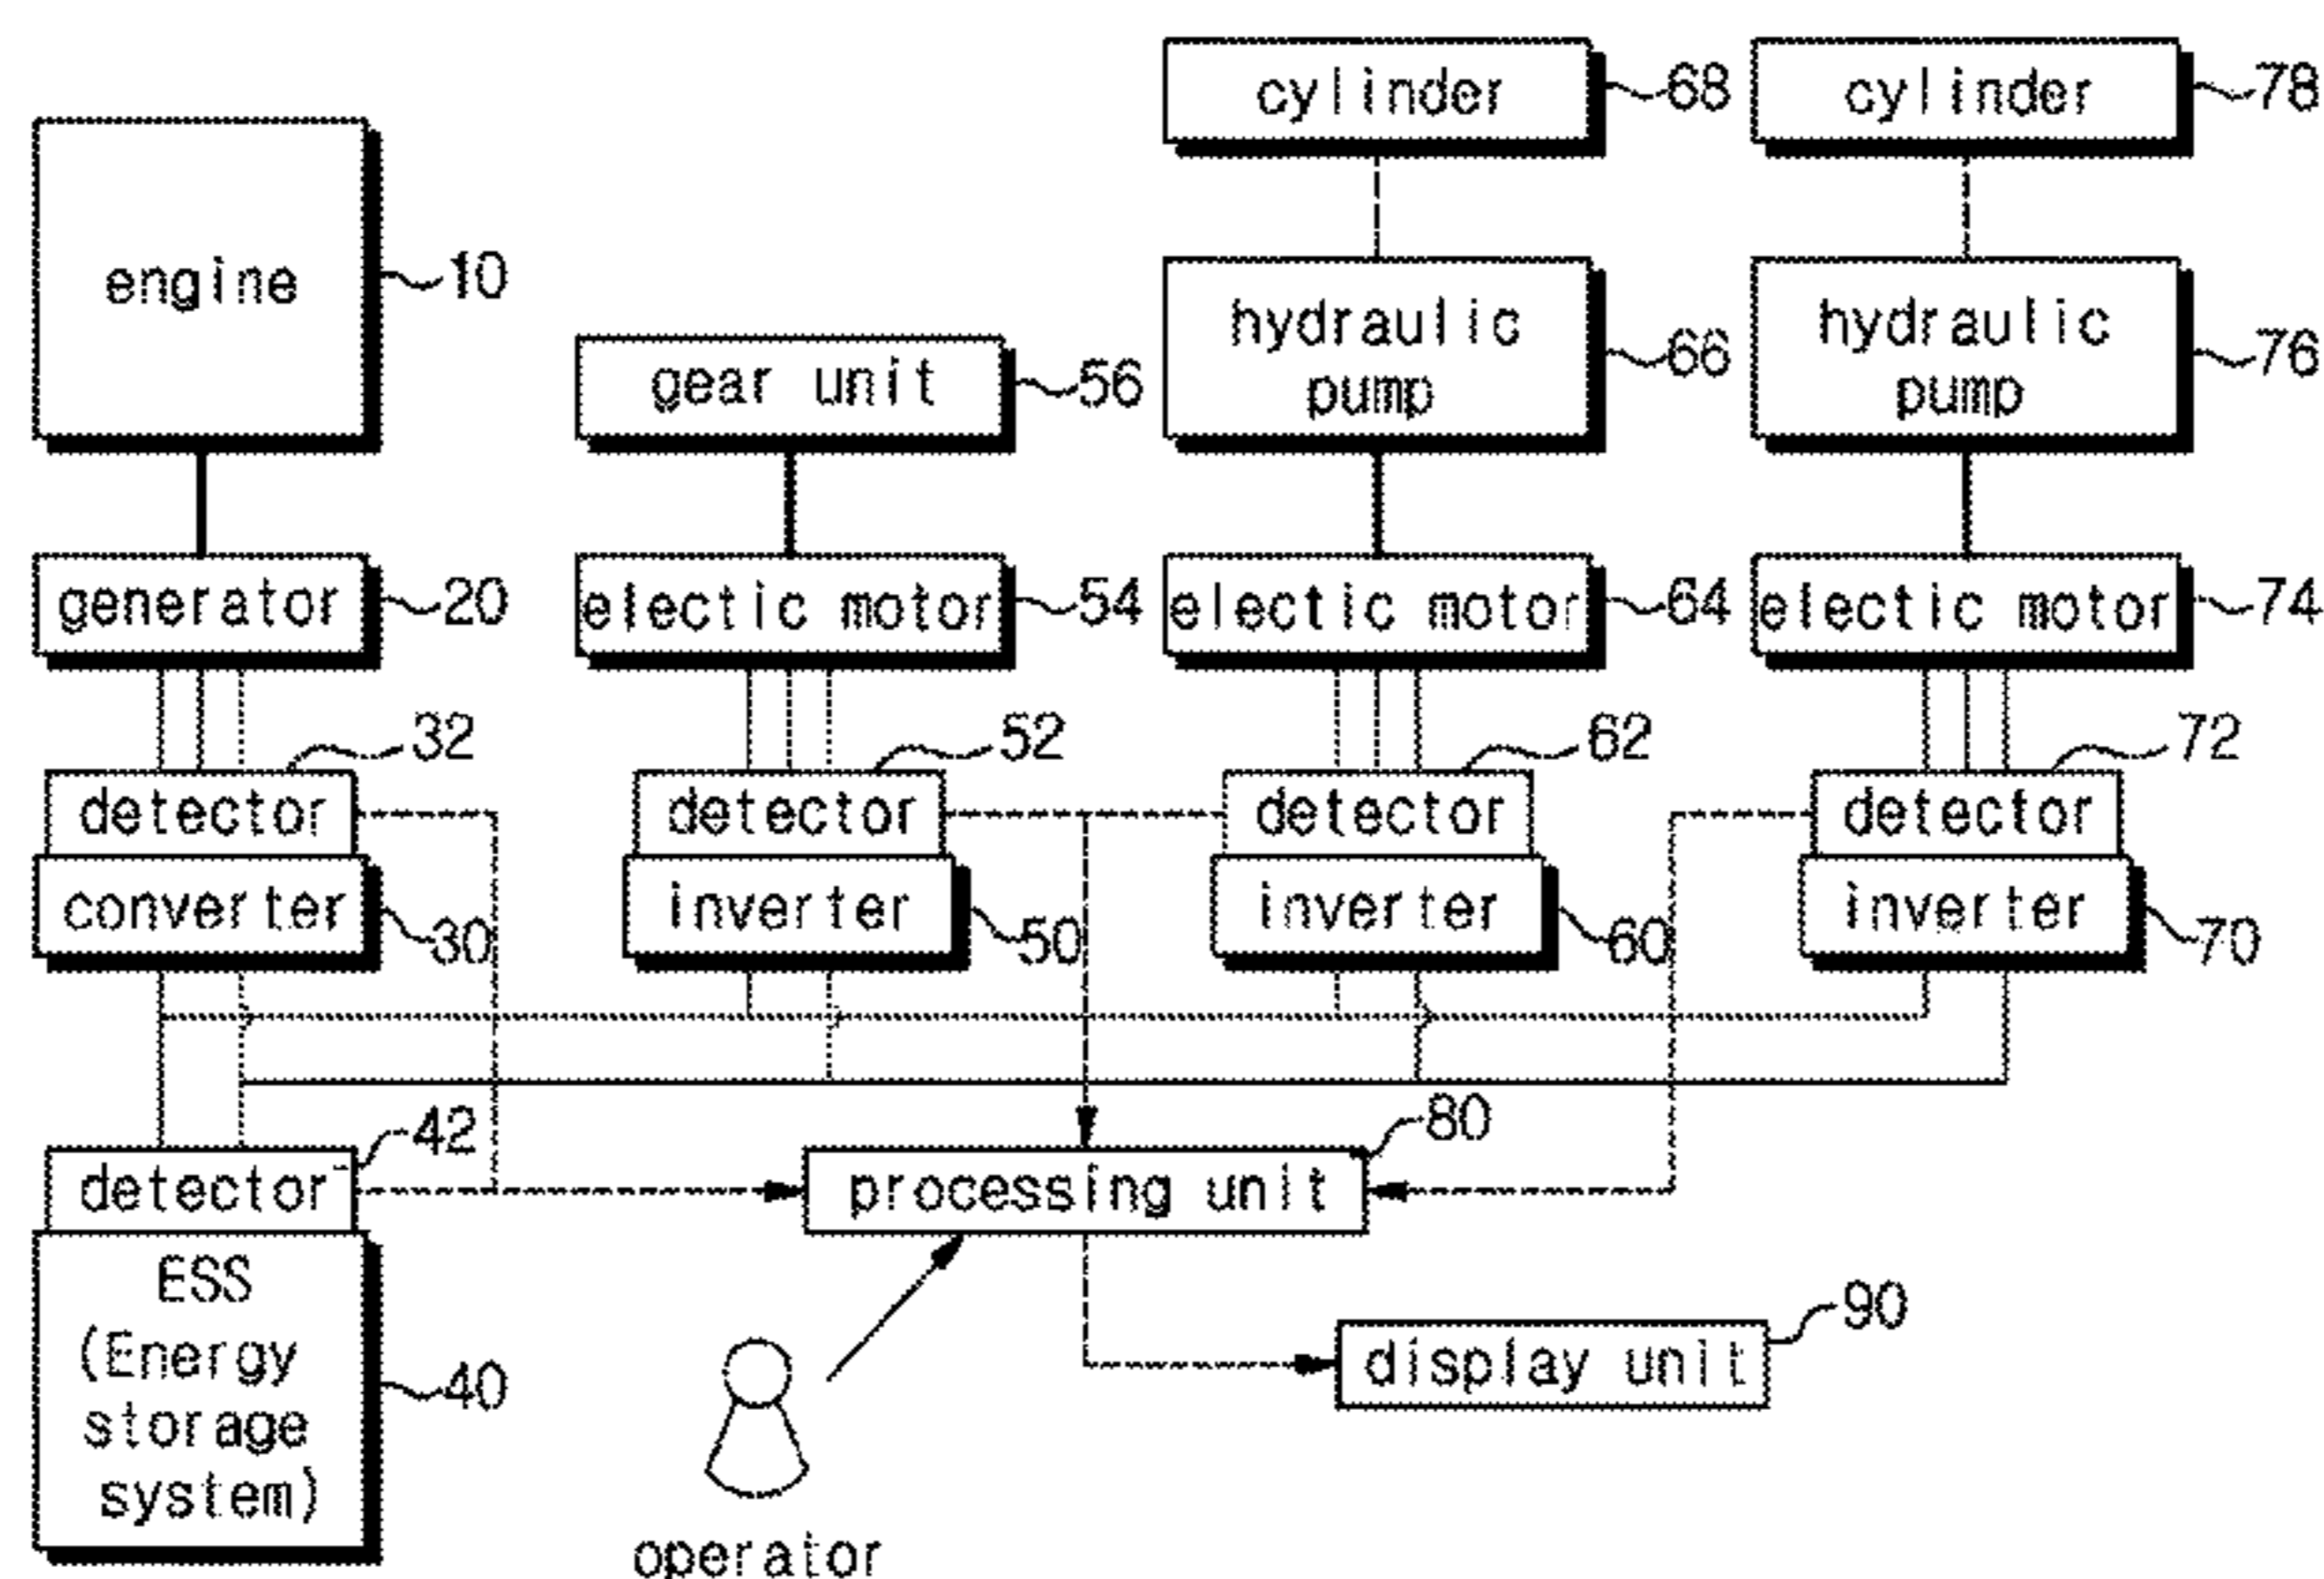 cylinder 68
cylinder 78
engine 10
hydraulic
pump 66
hydraulic
pump 76
gear unit 56
generator 20
electic motor 54
electic motor 64
electic motor 74
32
52
62
72
detector
detector
detector
detector
converter 30
inverter 50
inverter 60
inverter 70
42
80
detector
processing unit
ESS
(Energy
storage
system)
40
90
display unit
operator